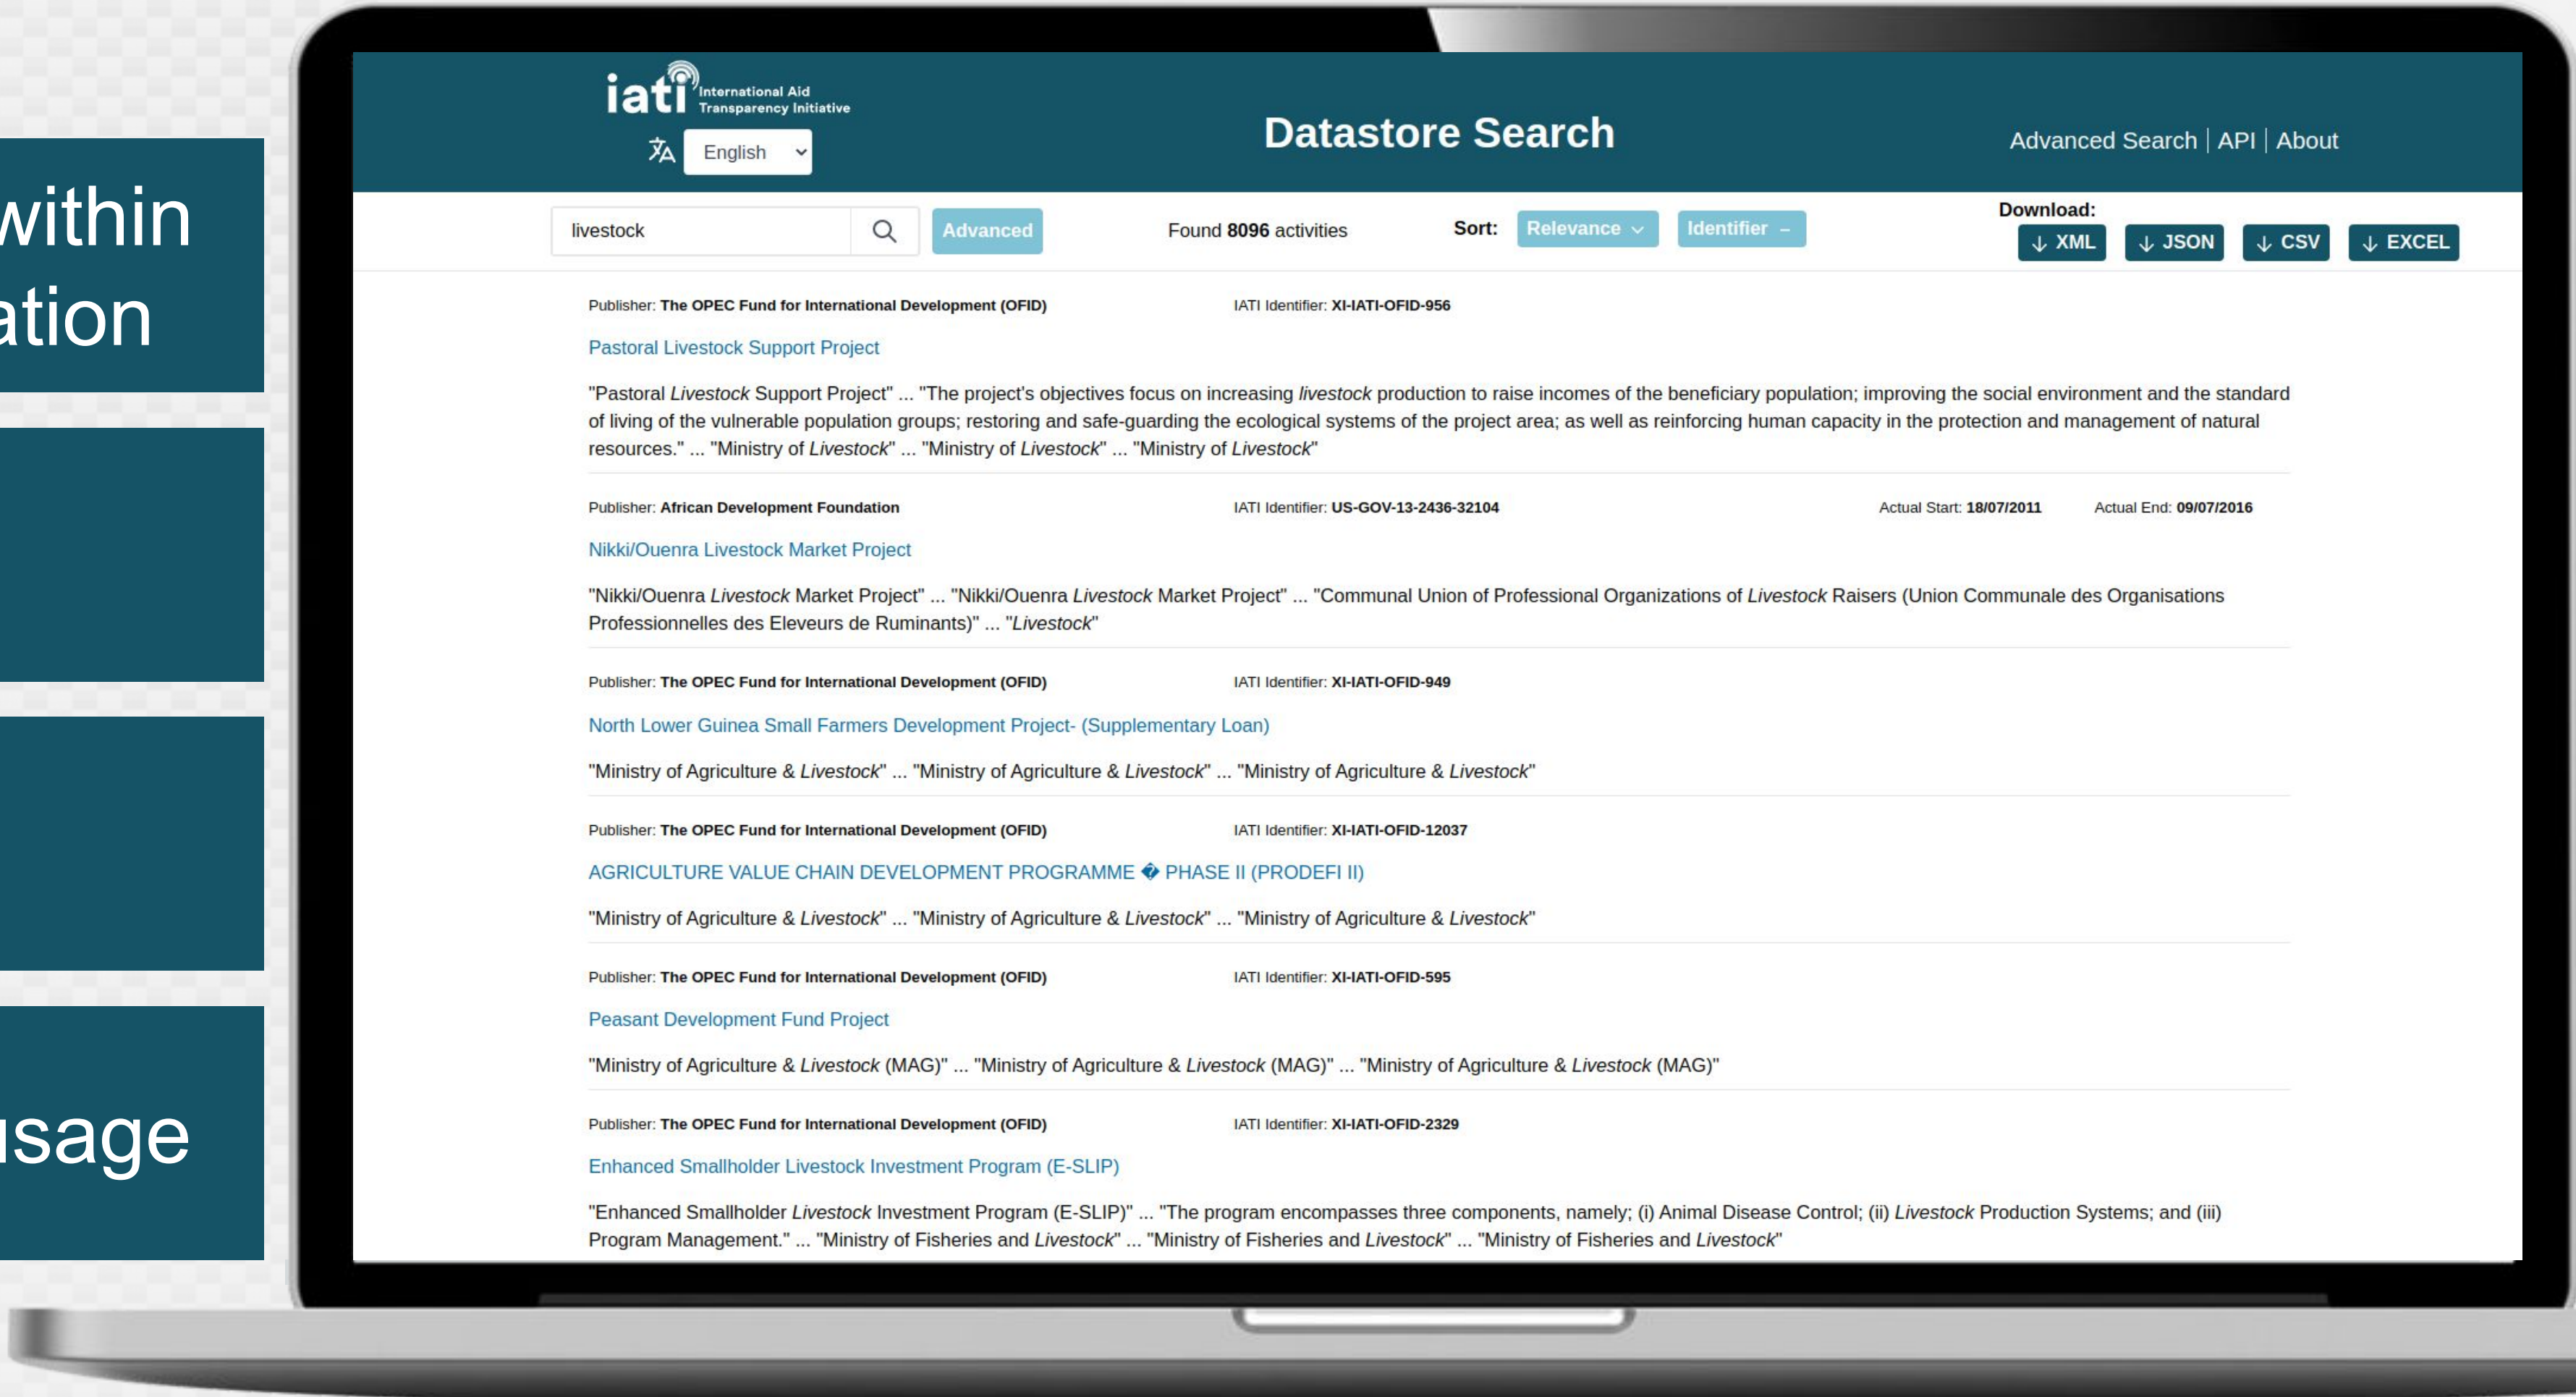 within
ation
usage
iati International Aid
Transparency Initiative
English
Datastore Search
Advanced Search | API | About
livestock
Advanced
Found 8096 activities
Sort:
Relevance
Identifier –
Download:
↓ XML
↓ JSON
↓ CSV
↓ EXCEL
Publisher: The OPEC Fund for International Development (OFID) IATI Identifier: XI-IATI-OFID-956
Pastoral Livestock Support Project
"Pastoral Livestock Support Project" ... "The project's objectives focus on increasing livestock production to raise incomes of the beneficiary population; improving the social environment and the standard
of living of the vulnerable population groups; restoring and safe-guarding the ecological systems of the project area; as well as reinforcing human capacity in the protection and management of natural
resources." ... "Ministry of Livestock" ... "Ministry of Livestock" ... "Ministry of Livestock"
Publisher: African Development Foundation IATI Identifier: US-GOV-13-2436-32104 Actual Start: 18/07/2011 Actual End: 09/07/2016
Nikki/Ouenra Livestock Market Project
"Nikki/Ouenra Livestock Market Project" ... "Nikki/Ouenra Livestock Market Project" ... "Communal Union of Professional Organizations of Livestock Raisers (Union Communale des Organisations
Professionnelles des Eleveurs de Ruminants)" ... "Livestock"
Publisher: The OPEC Fund for International Development (OFID) IATI Identifier: XI-IATI-OFID-949
North Lower Guinea Small Farmers Development Project- (Supplementary Loan)
"Ministry of Agriculture & Livestock" ... "Ministry of Agriculture & Livestock" ... "Ministry of Agriculture & Livestock"
Publisher: The OPEC Fund for International Development (OFID) IATI Identifier: XI-IATI-OFID-12037
AGRICULTURE VALUE CHAIN DEVELOPMENT PROGRAMME � PHASE II (PRODEFI II)
"Ministry of Agriculture & Livestock" ... "Ministry of Agriculture & Livestock" ... "Ministry of Agriculture & Livestock"
Publisher: The OPEC Fund for International Development (OFID) IATI Identifier: XI-IATI-OFID-595
Peasant Development Fund Project
"Ministry of Agriculture & Livestock (MAG)" ... "Ministry of Agriculture & Livestock (MAG)" ... "Ministry of Agriculture & Livestock (MAG)"
Publisher: The OPEC Fund for International Development (OFID) IATI Identifier: XI-IATI-OFID-2329
Enhanced Smallholder Livestock Investment Program (E-SLIP)
"Enhanced Smallholder Livestock Investment Program (E-SLIP)" ... "The program encompasses three components, namely; (i) Animal Disease Control; (ii) Livestock Production Systems; and (iii)
Program Management." ... "Ministry of Fisheries and Livestock" ... "Ministry of Fisheries and Livestock" ... "Ministry of Fisheries and Livestock"